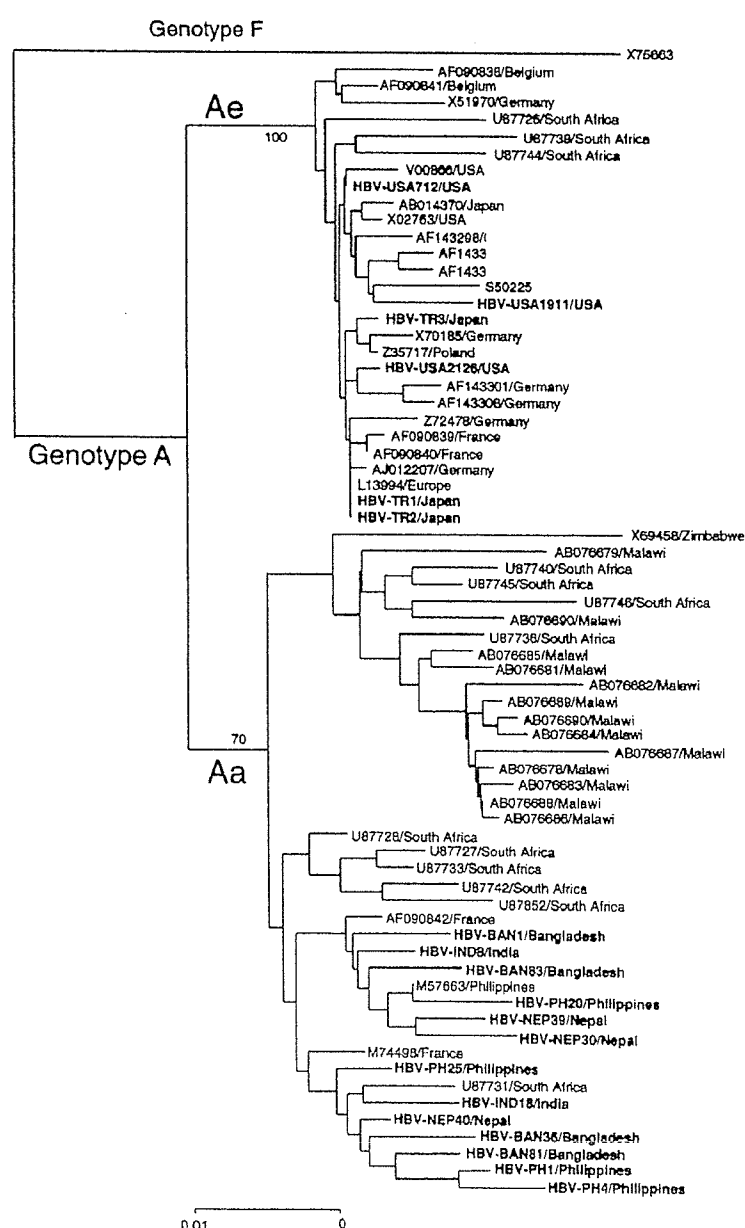 Genotype F
X75663
AF090838/Belgium
AF090841/Belgium
Ae
X51970/Germany
100
U87725/South Africa
U87739/South Africa
U87744/South Africa
V00866/USA
HBV-USA712/USA
AB014370/Japan
X02763/USA
AF143298/(
AF1433
AF1433
S50225
HBV-USA1911/USA
HBV-TR3/Japan
X70185/Germany
Z35717/Poland
HBV-USA2126/USA
AF143301/Germany
AF143306/Germany
Z72478/Germany
AF090839/France
Genotype A
AF090840/France
AJ012207/Germany
L13994/Europe
HBV-TR1/Japan
HBV-TR2/Japan
X69458/Zimbabwe
AB076679/Malawi
U87740/South Africa
U87745/South Africa
U87746/South Africa
AB076690/Malawi
U87736/South Africa
AB076685/Malawi
AB076681/Malawi
AB076682/Malawi
AB076689/Malawi
AB076690/Malawi
AB076684/Malawi
70
AB076687/Malawi
Aa
AB076678/Malawi
AB076683/Malawi
AB076688/Malawi
AB076686/Malawi
U87728/South Africa
U87727/South Africa
U87733/South Africa
U87742/South Africa
U87852/South Africa
AF090842/France
HBV-BAN1/Bangladesh
HBV-IND8/India
HBV-BAN83/Bangladesh
M57663/Philippines
HBV-PH20/Philippines
HBV-NEP39/Nepal
HBV-NEP30/Nepal
M74498/France
HBV-PH25/Philippines
U87731/South Africa
HBV-IND18/India
HBV-NEP40/Nepal
HBV-BAN36/Bangladesh
HBV-BAN81/Bangladesh
HBV-PH1/Philippines
HBV-PH4/Philippines
0.01 0